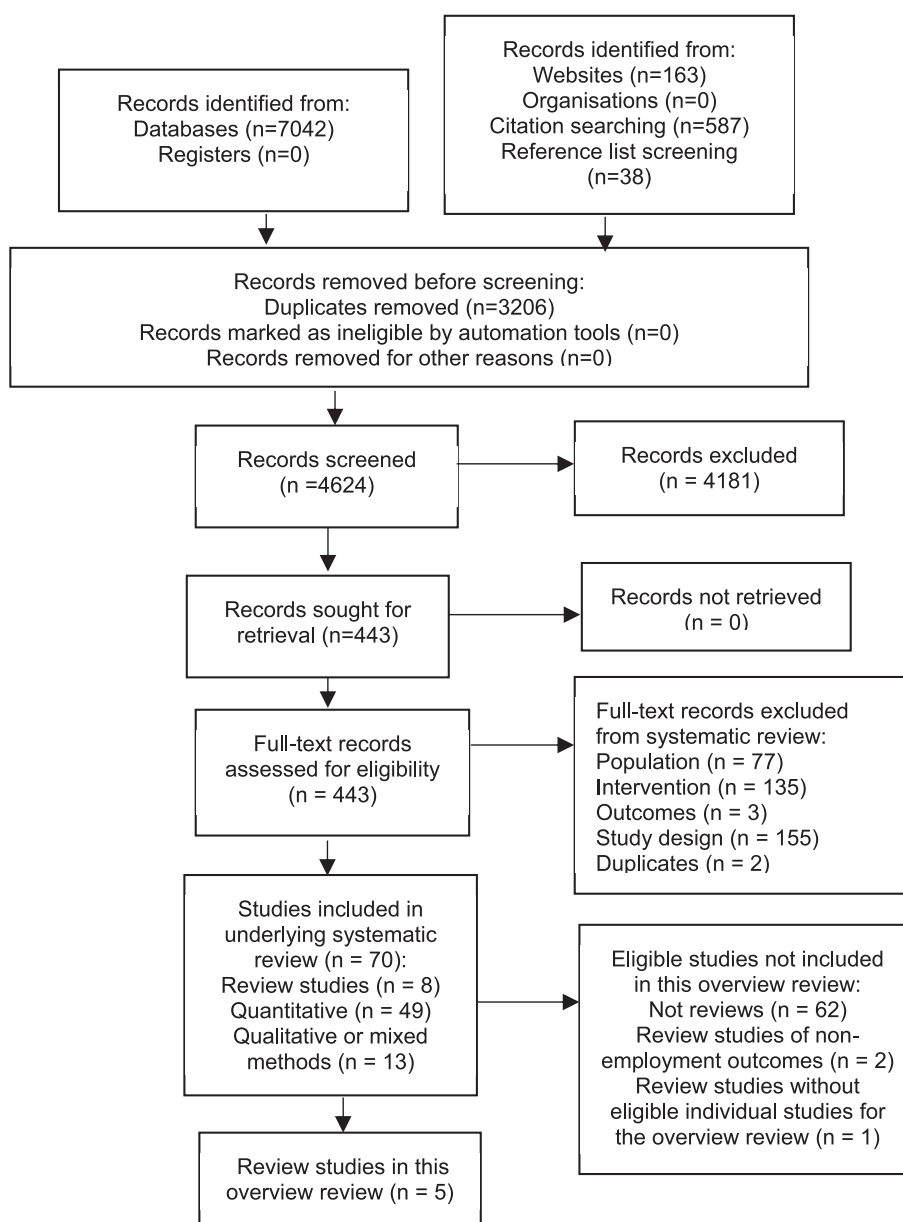 Records identified from:
Databases (n=7042)
Registers (n=0)
Records identified from:
Websites (n=163)
Organisations (n=0)
Citation searching (n=587)
Reference list screening
(n=38)
Records removed before screening:
Duplicates removed (n=3206)
Records marked as ineligible by automation tools (n=0)
Records removed for other reasons (n=0)
Records screened
(n =4624)
Records excluded
(n = 4181)
Records sought for
retrieval (n=443)
Records not retrieved
(n = 0)
Full-text records
assessed for eligibility
(n = 443)
Full-text records excluded
from systematic review:
Population (n = 77)
Intervention (n = 135)
Outcomes (n = 3)
Study design (n = 155)
Duplicates (n = 2)
Studies included in
underlying systematic
review (n = 70):
Review studies (n = 8)
Quantitative (n = 49)
Qualitative or mixed
methods (n = 13)
Eligible studies not included
in this overview review:
Not reviews (n = 62)
Review studies of non-
employment outcomes (n = 2)
Review studies without
eligible individual studies for
the overview review (n = 1)
Review studies in this
overview review (n = 5)